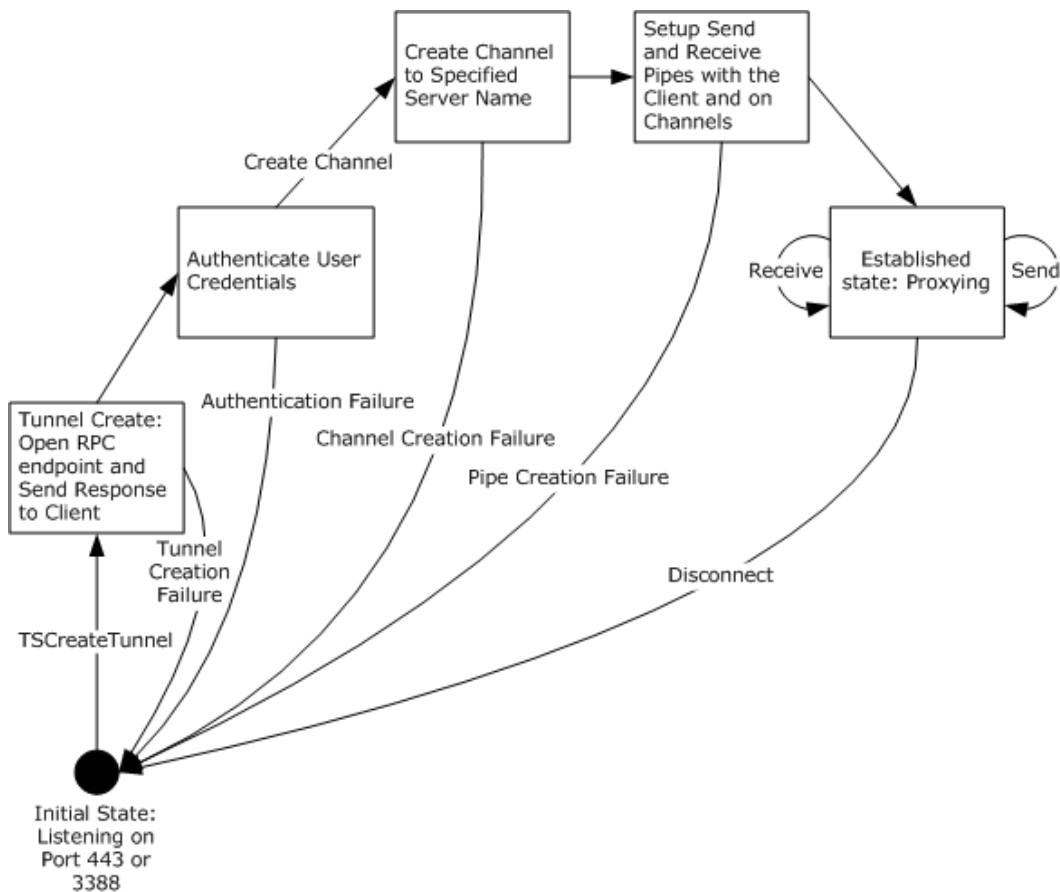 Create Channel
to Specified
Server Name
Setup Send
and Receive
Pipes with the
Client and on
Channels
Create Channel
Authenticate User
Credentials
Established
state: Proxying
Receive
Send
Tunnel Create:
Open RPC
endpoint and
Send Response
to Client
Authentication Failure
Channel Creation Failure
Pipe Creation Failure
Tunnel
Creation
Failure
Disconnect
TSCreateTunnel
Initial State:
Listening on
Port 443 or
3388